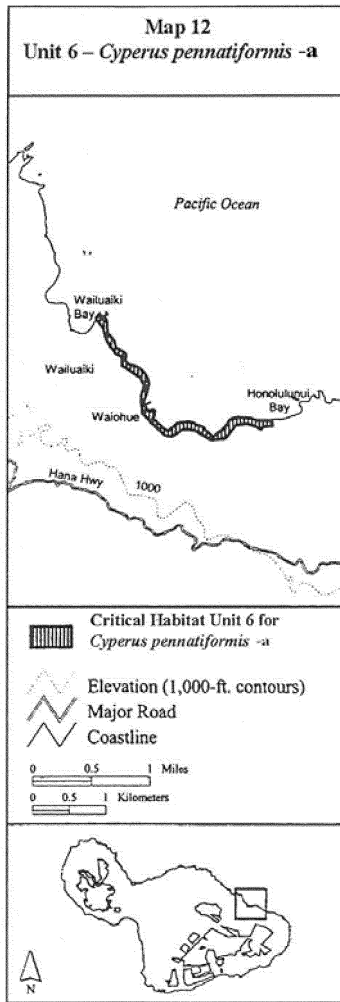 Map 12
Unit 6 – Cyperus pennatiformis -a
Pacific Ocean
Wailuaiki
Bay
Wailuaiki
Honolulunui
Bay
Waiohue
Hana Hwy
1000
Critical Habitat Unit 6 for
Cyperus pennatiformis -a
Elevation (1,000-ft. contours)
Major Road
Coastline
0 0.5 1 Miles
0 0.5 1 Kilometers
N